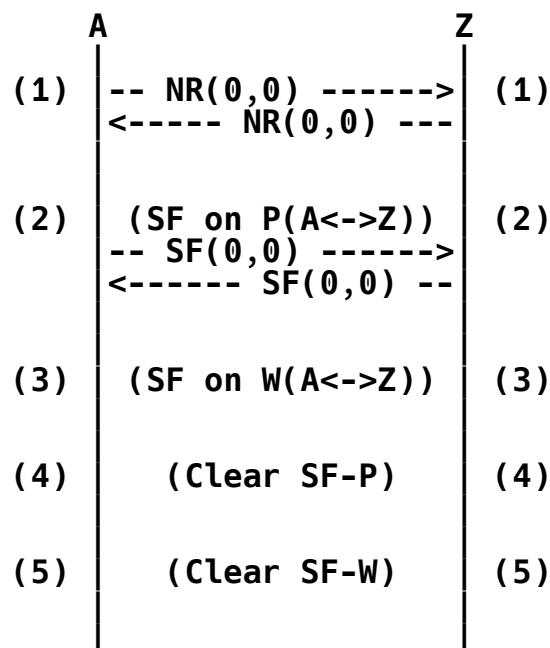 A Z
(1) |-- NR(0,0) ------>| (1)
|<----- NR(0,0) ---|
(2) | (SF on P(A<->Z)) | (2)
|-- SF(0,0) ------>|
|<------ SF(0,0) --|
(3) | (SF on W(A<->Z)) | (3)
(4) | (Clear SF-P) | (4)
(5) | (Clear SF-W) | (5)